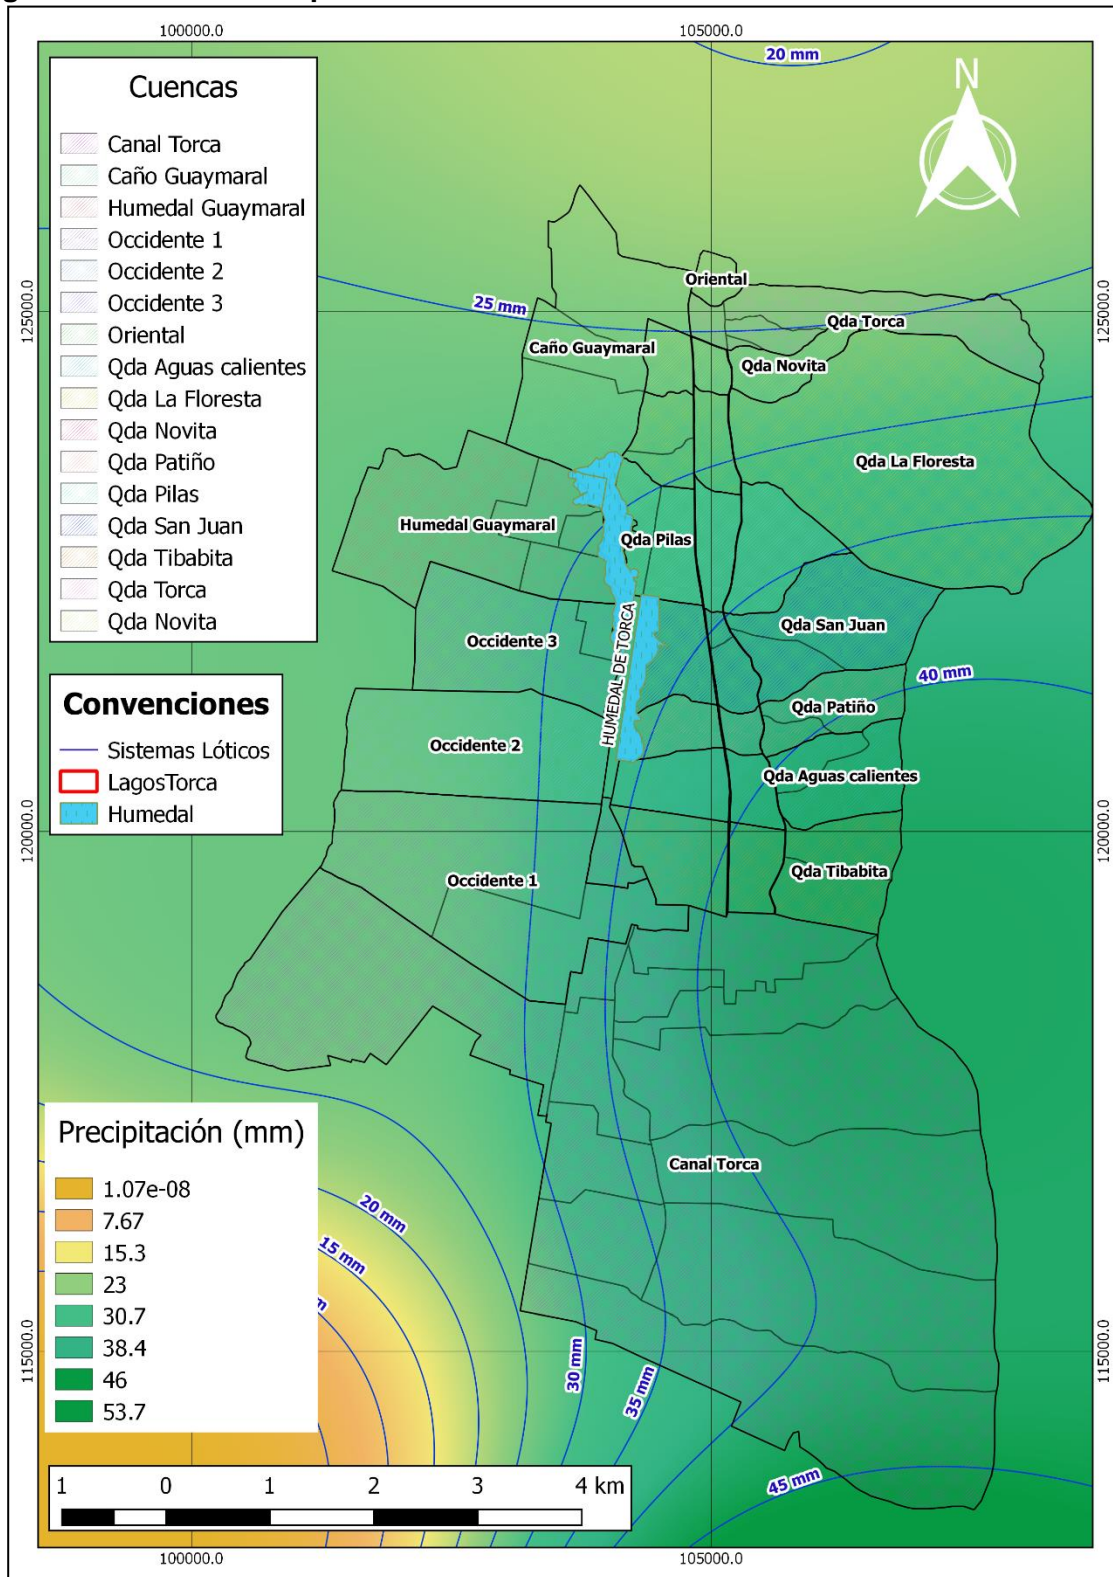 100000.0
105000.0
20 mm
Cuencas
Canal Torca
Caño Guaymaral
Humedal Guaymaral
Occidente 1
Occidente 2
Occidente 3
Oriental
Qda Aguas calientes
Qda La Floresta
Qda Novita
Qda Patiño
Qda Pilas
Qda San Juan
Qda Tibabita
Qda Torca
Qda Novita
N
Oriental
25 mm
Qda Torca
125000.0
125000.0
Caño Guaymaral
Qda Novita
Qda La Floresta
Humedal Guaymaral
Qda Pilas
Qda San Juan
Occidente 3
HUMEDAL DE TORCA
40 mm
Qda Patiño
Occidente 2
Qda Aguas calientes
Convenciones
Sistemas Lóticos
LagosTorca
Humedal
120000.0
120000.0
Qda Tibabita
Occidente 1
Canal Torca
Precipitación (mm)
1.07e-08
7.67
15.3
23
30.7
38.4
46
53.7
20 mm
15 mm
30 mm
35 mm
115000.0
115000.0
45 mm
1 0 1 2 3 4 km
100000.0
105000.0